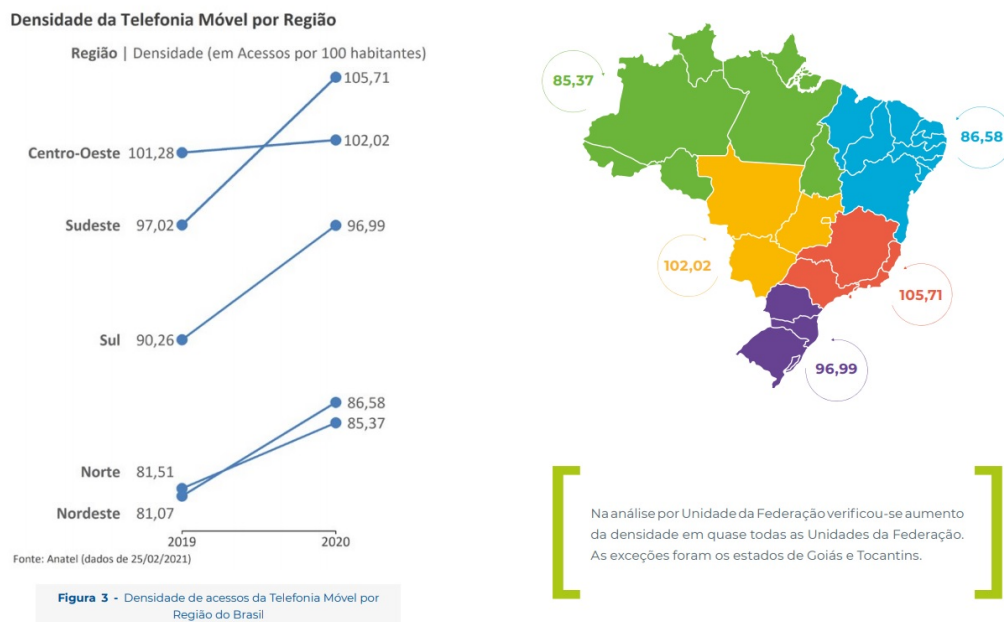 Densidade da Telefonia Móvel por Região
Região | Densidade (em Acessos por 100 habitantes)
105,71
Centro-Oeste 101,28
102,02
Sudeste 97,02
96,99
Sul 90,26
86,58
85,37
Norte 81,51
Nordeste 81,07
2019
2020
Fonte: Anatel (dados de 25/02/2021)
Figura 3 - Densidade de acessos da Telefonia Móvel por
Região do Brasil
85,37
86,58
102,02
105,71
96,99
Na análise por Unidade da Federação verificou-se aumento
da densidade em quase todas as Unidades da Federação.
As exceções foram os estados de Goiás e Tocantins.